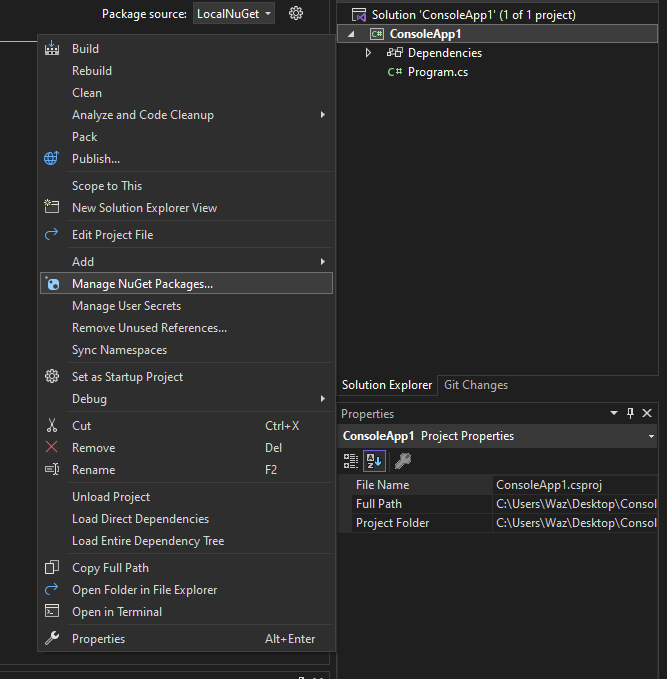 Package source: LocalNuGet
Build
Rebuild
Clean
Analyze and Code Cleanup
Pack
Publish...
Scope to This
New Solution Explorer View
Edit Project File
Add
Manage NuGet Packages...
Manage User Secrets
Remove Unused References...
Sync Namespaces
Set as Startup Project
Debug
Cut Ctrl+X
Remove Del
Rename F2
Unload Project
Load Direct Dependencies
Load Entire Dependency Tree
Copy Full Path
Open Folder in File Explorer
Open in Terminal
Properties Alt+Enter
Solution 'ConsoleApp1' (1 of 1 project)
C# ConsoleApp1
Dependencies
C# Program.cs
Solution Explorer Git Changes
Properties
ConsoleApp1 Project Properties
File Name ConsoleApp1.csproj
Full Path C:\Users\Waz\Desktop\Consol
Project Folder C:\Users\Waz\Desktop\Consol